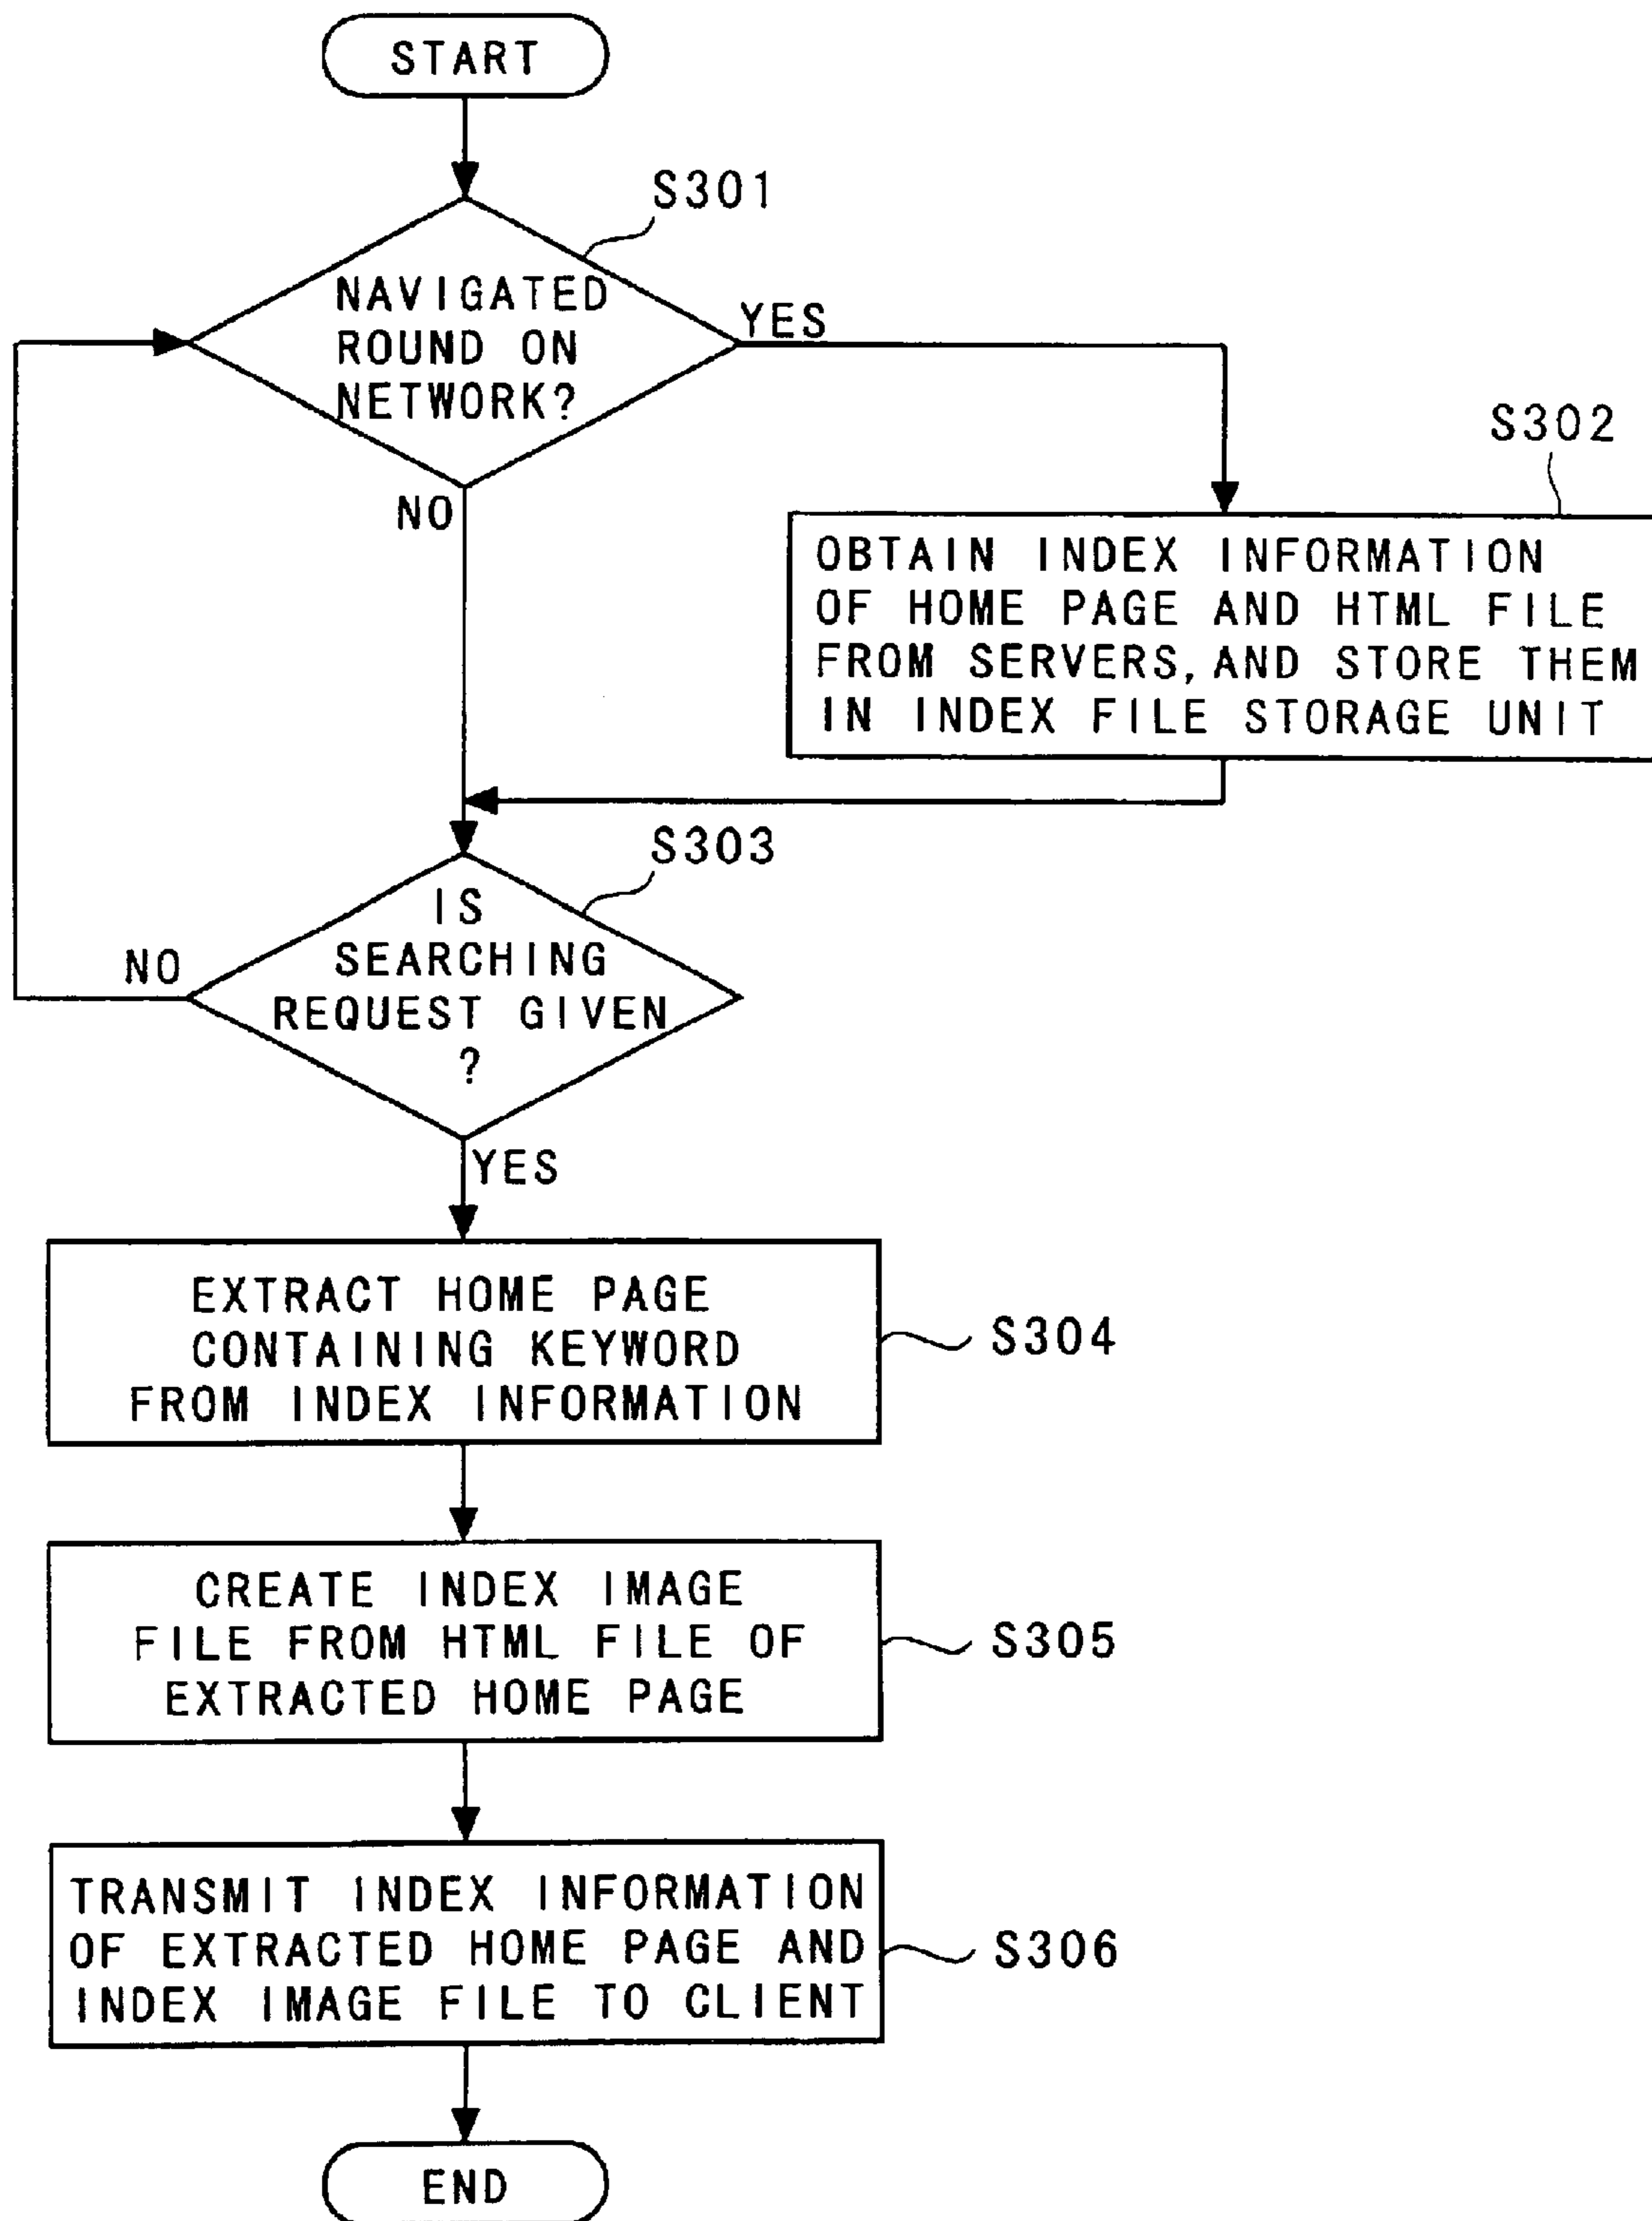 START
S301
NAVIGATED
ROUND ON
NETWORK?
YES
NO
S302
OBTAIN INDEX INFORMATION
OF HOME PAGE AND HTML FILE
FROM SERVERS, AND STORE THEM
IN INDEX FILE STORAGE UNIT
S303
IS
SEARCHING
REQUEST GIVEN
?
NO
YES
EXTRACT HOME PAGE
CONTAINING KEYWORD
FROM INDEX INFORMATION
S304
CREATE INDEX IMAGE
FILE FROM HTML FILE OF
EXTRACTED HOME PAGE
S305
TRANSMIT INDEX INFORMATION
OF EXTRACTED HOME PAGE AND
INDEX IMAGE FILE TO CLIENT
S306
END